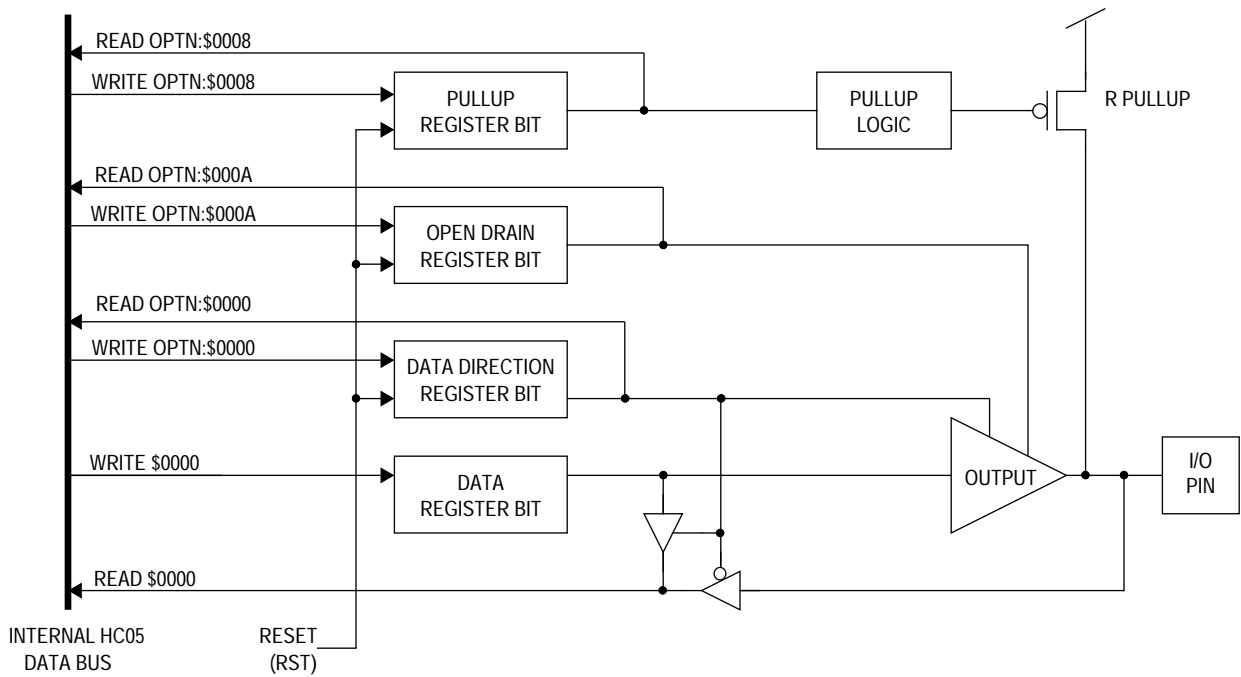 READ OPTN:$0008
WRITE OPTN:$0008
PULLUP
REGISTER BIT
PULLUP
LOGIC
R PULLUP
READ OPTN:$000A
WRITE OPTN:$000A
OPEN DRAIN
REGISTER BIT
READ OPTN:$0000
WRITE OPTN:$0000
DATA DIRECTION
REGISTER BIT
WRITE $0000
DATA
REGISTER BIT
OUTPUT
I/O
PIN
READ $0000
INTERNAL HC05
DATA BUS
RESET
(RST)